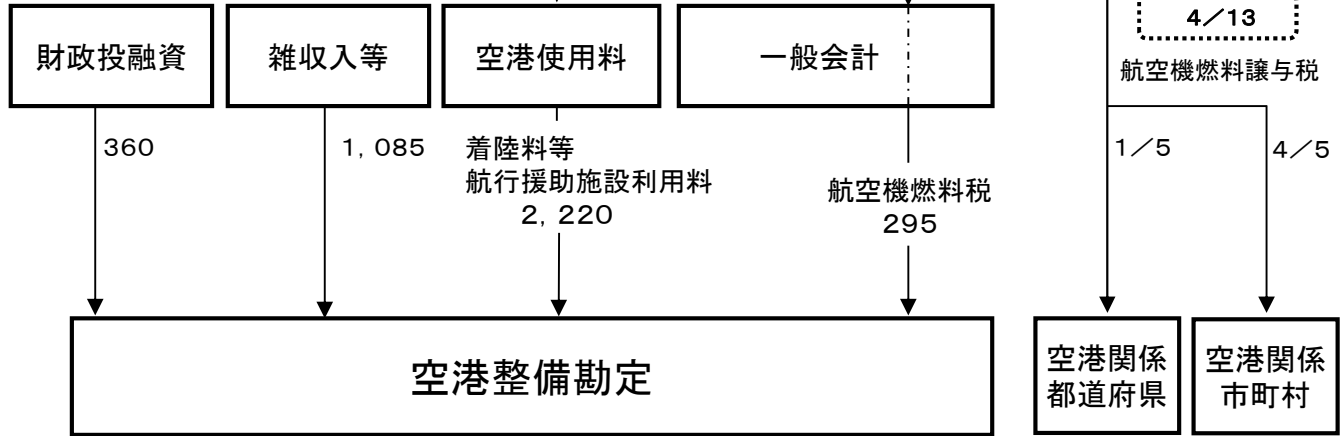 4／13
財政投融資
雑収入等
空港使用料
一般会計
航空機燃料譲与税
360
1，085
着陸料等
航行援助施設利用料
2，220
航空機燃料税
295
1／5
4／5
空港整備勘定
空港関係
都道府県
空港関係
市町村